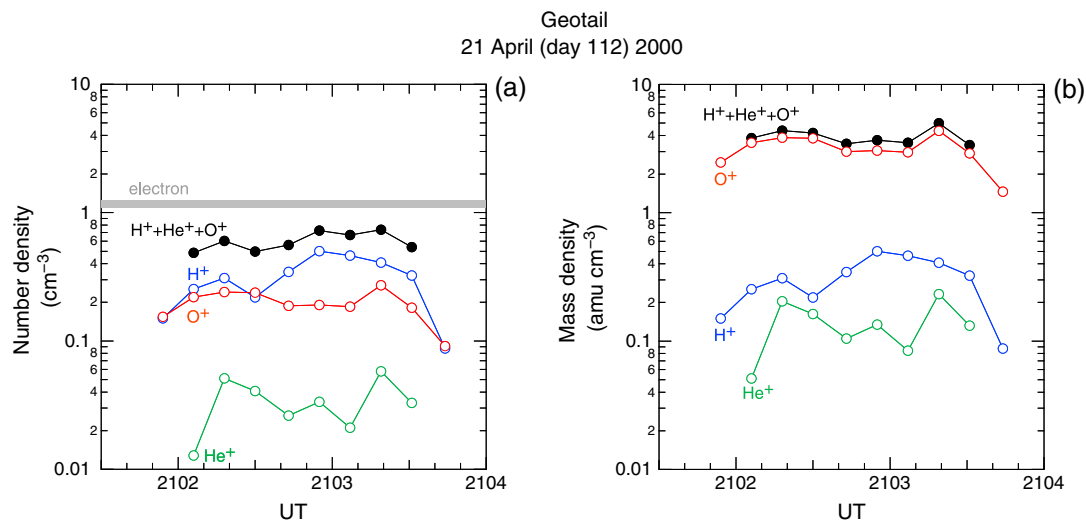 Geotail
21 April (day 112) 2000
(a)
Number density
(cm⁻³)
10
8
6
4
2
1
8
6
4
2
0.1
8
6
4
2
0.01
electron
H⁺+He⁺+O⁺
H⁺
O⁺
He⁺
2102 2103 2104
UT
(b)
Mass density
(amu cm⁻³)
10
8
6
4
2
1
8
6
4
2
0.1
8
6
4
2
0.01
H⁺+He⁺+O⁺
O⁺
H⁺
He⁺
2102 2103 2104
UT